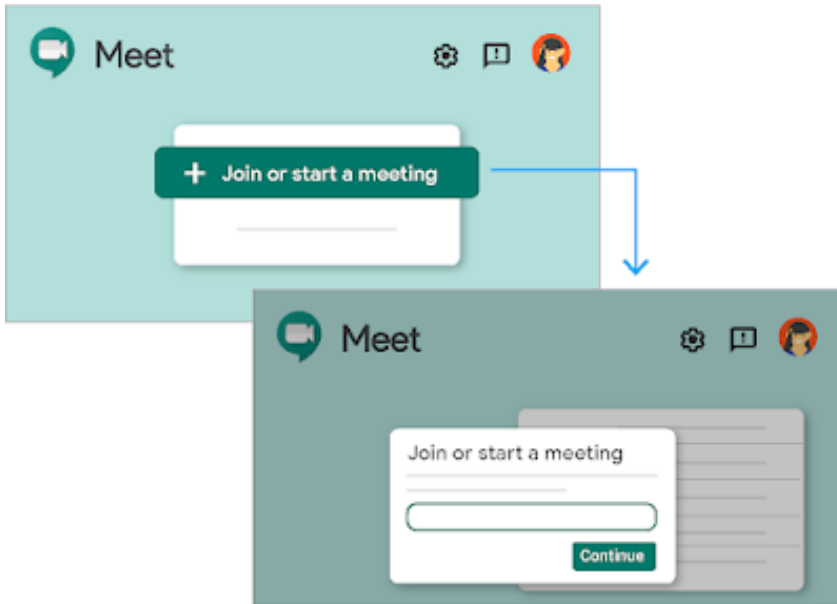 Meet
+ Join or start a meeting
Meet
Join or start a meeting
Continue